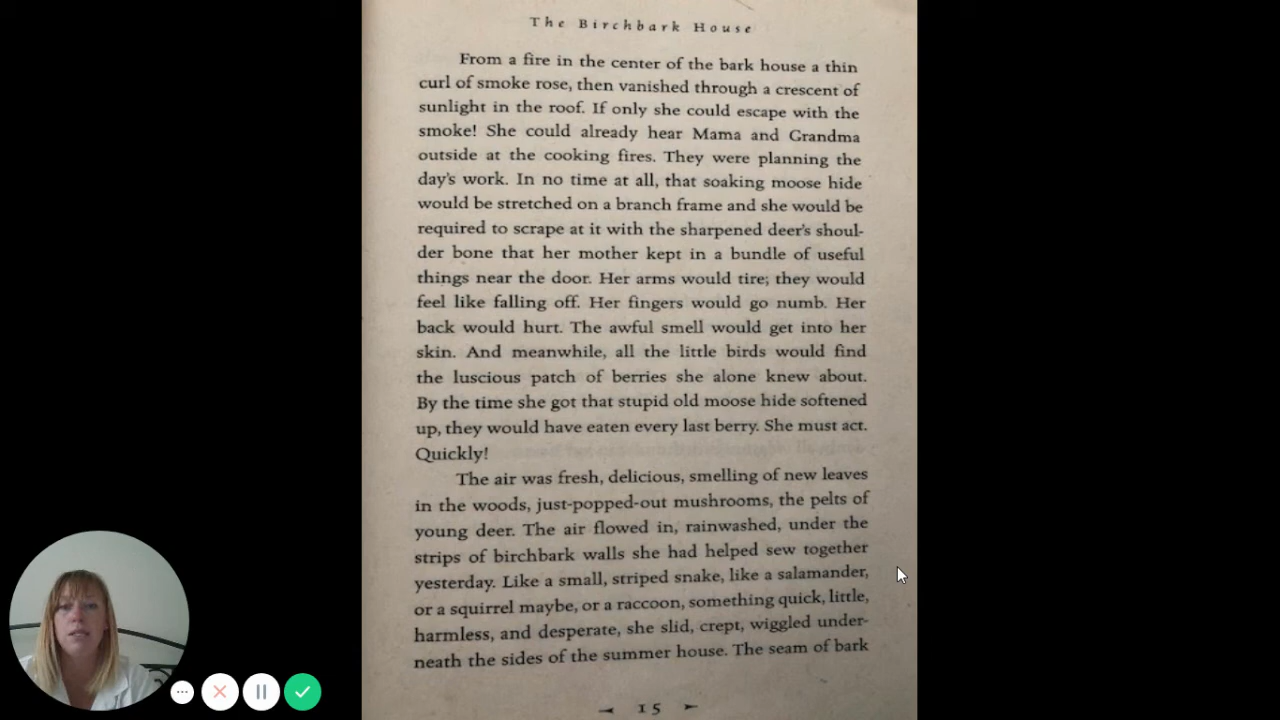 The Birchbark House
From a fire in the center of the bark house a thin
curl of smoke rose, then vanished through a crescent of
sunlight in the roof. If only she could escape with the
smoke! She could already hear Mama and Grandma
outside at the cooking fires. They were planning the
day's work. In no time at all, that soaking moose hide
would be stretched on a branch frame and she would be
required to scrape at it with the sharpened deer's shoul-
der bone that her mother kept in a bundle of useful
things near the door. Her arms would tire; they would
feel like falling off. Her fingers would go numb. Her
back would hurt. The awful smell would get into her
skin. And meanwhile, all the little birds would find
the luscious patch of berries she alone knew about.
By the time she got that stupid old moose hide softened
up, they would have eaten every last berry. She must act.
Quickly!
The air was fresh, delicious, smelling of new leaves
in the woods, just-popped-out mushrooms, the pelts of
young deer. The air flowed in, rainwashed, under the
strips of birchbark walls she had helped sew together
yesterday. Like a small, striped snake, like a salamander,
or a squirrel maybe, or a raccoon, something quick, little,
harmless, and desperate, she slid, crept, wiggled under-
neath the sides of the summer house. The seam of bark
15